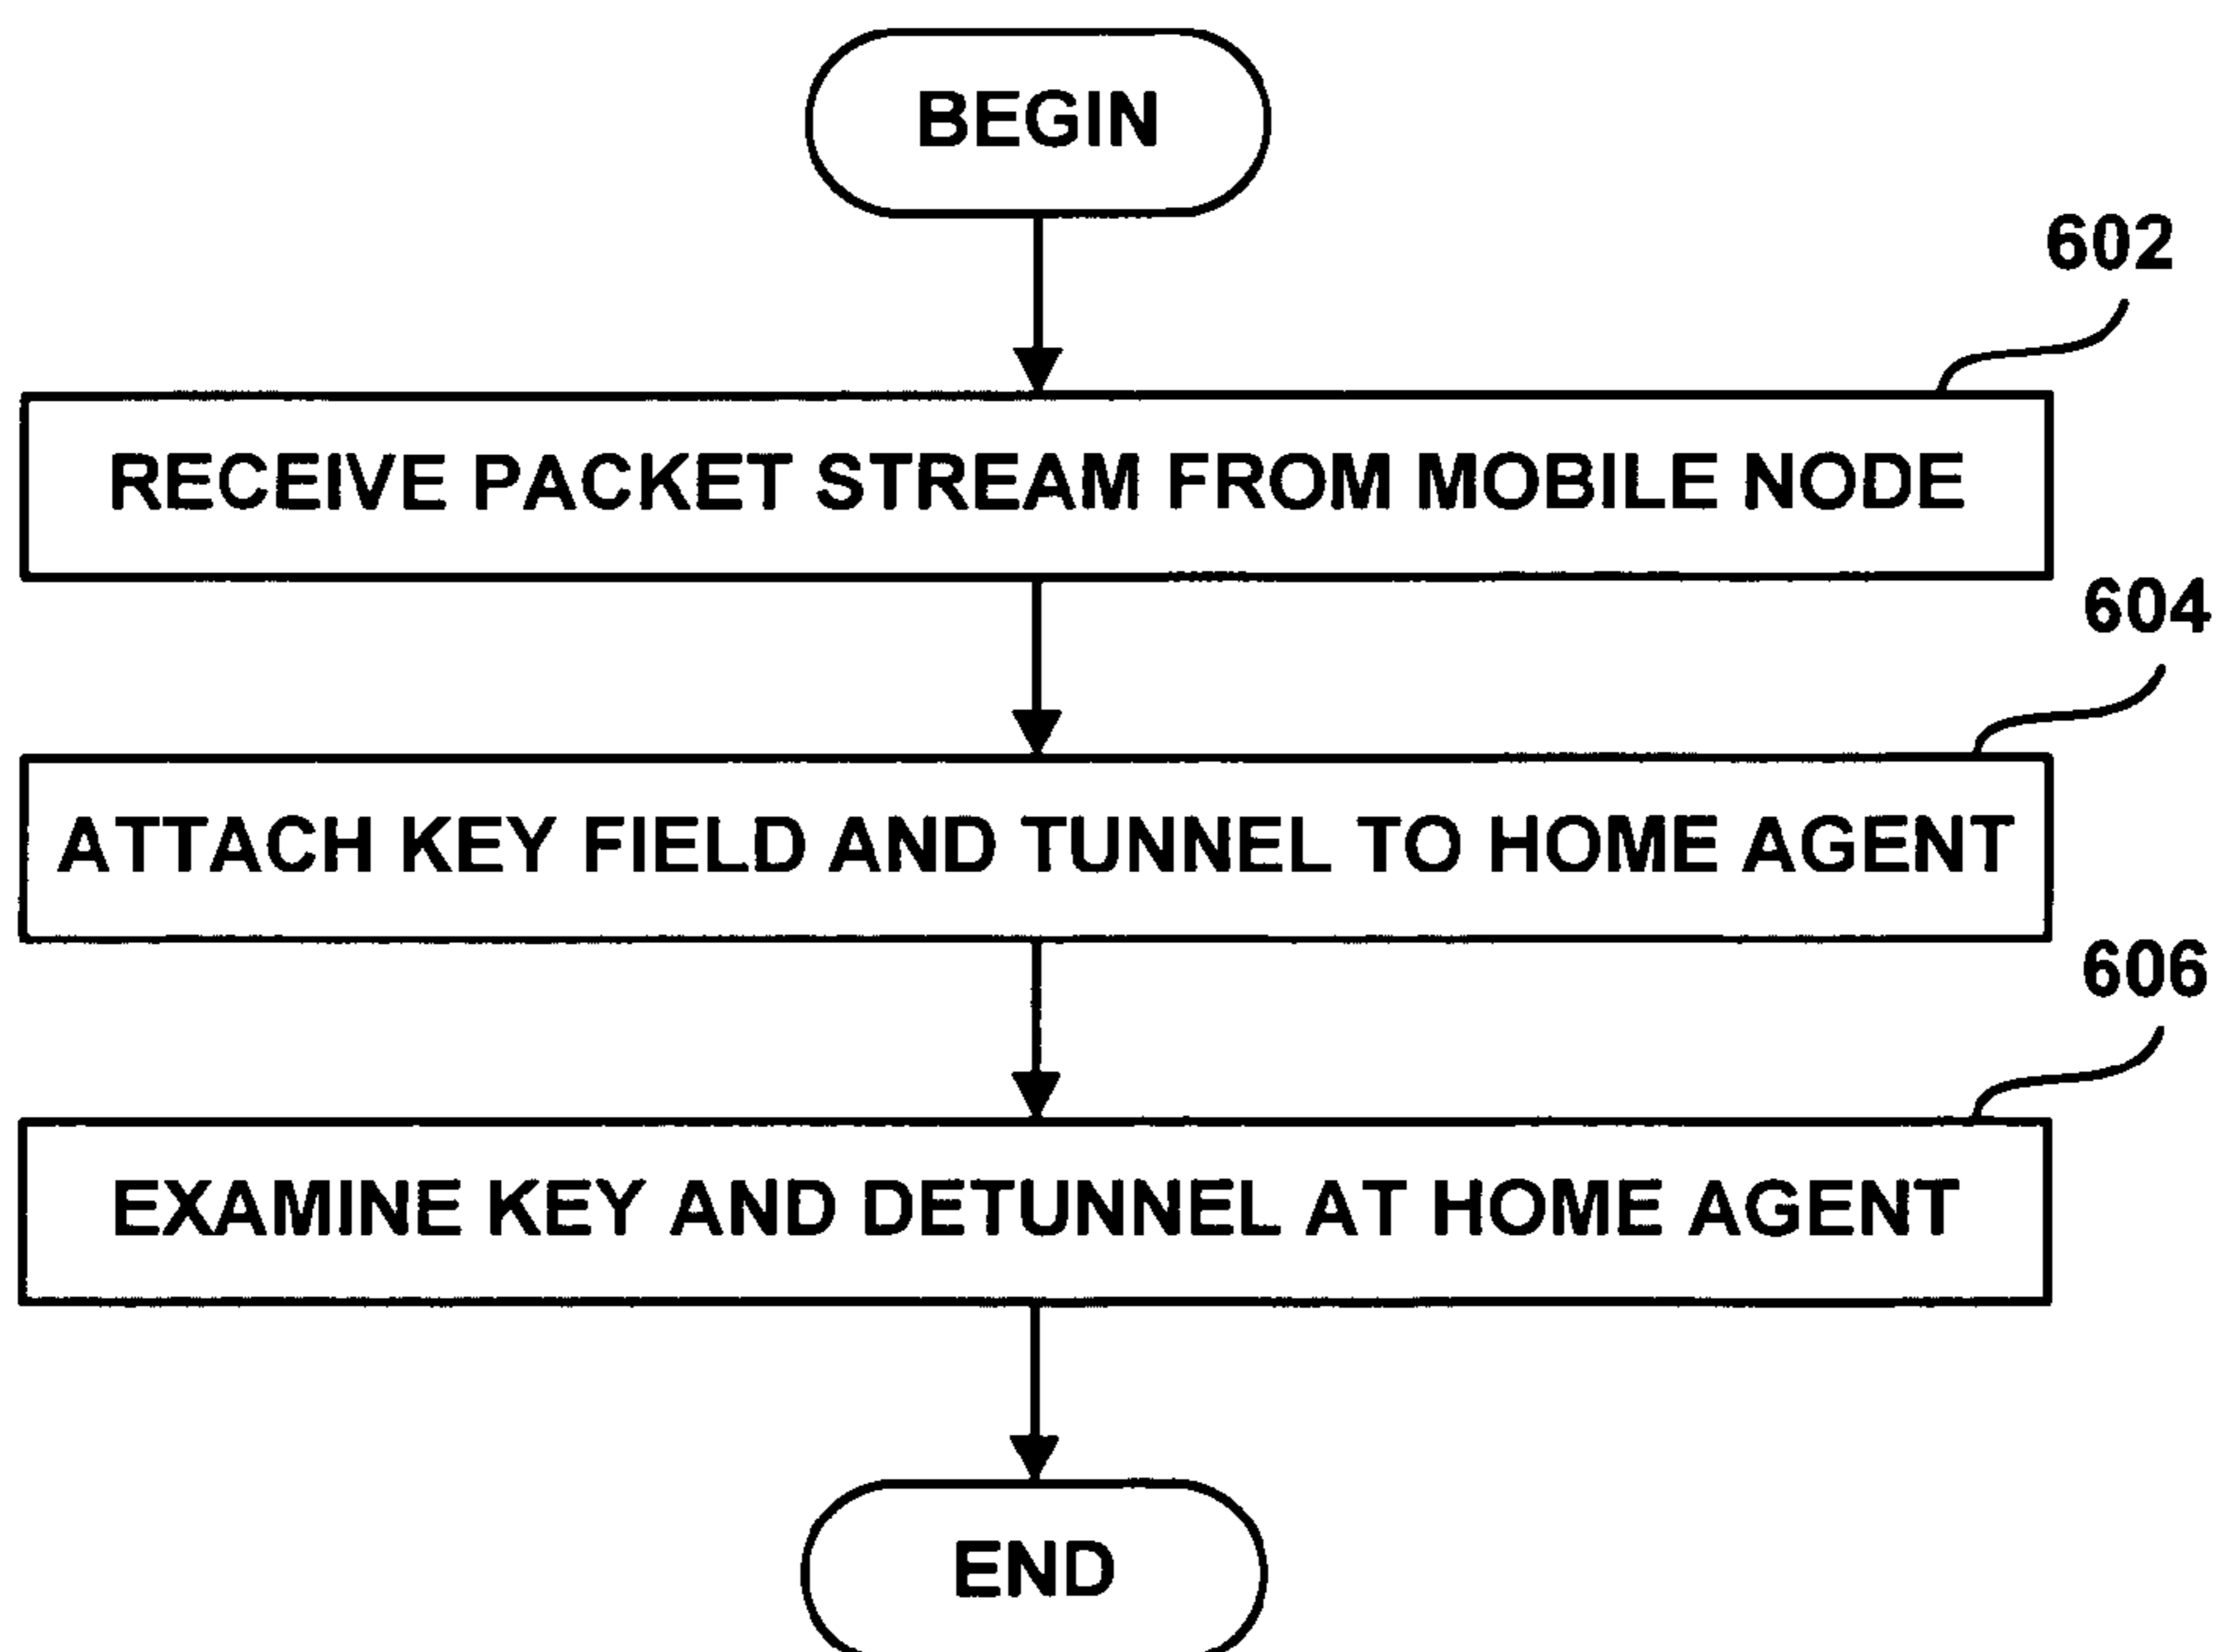 BEGIN
602
RECEIVE PACKET STREAM FROM MOBILE NODE
604
ATTACH KEY FIELD AND TUNNEL TO HOME AGENT
606
EXAMINE KEY AND DETUNNEL AT HOME AGENT
END